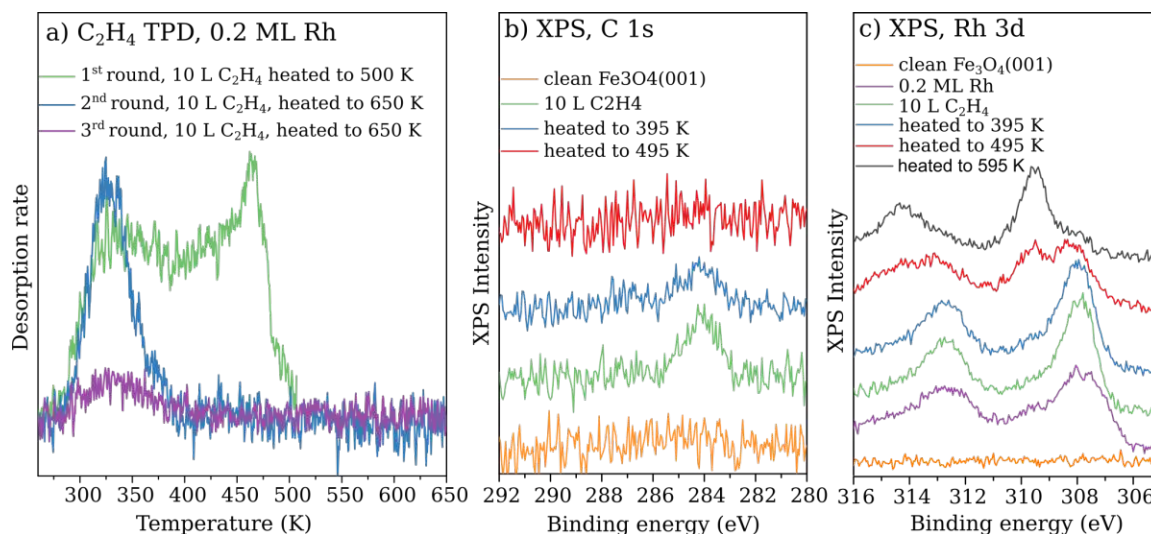 a) C₂H₄ TPD, 0.2 ML Rh
1ˢᵗ round, 10 L C₂H₄ heated to 500 K
2ⁿᵈ round, 10 L C₂H₄, heated to 650 K
3ʳᵈ round, 10 L C₂H₄, heated to 650 K
Desorption rate
300 350 400 450 500 550 600 650
Temperature (K)
b) XPS, C 1s
clean Fe3O4(001)
10 L C2H4
heated to 395 K
heated to 495 K
XPS Intensity
292 290 288 286 284 282 280
Binding energy (eV)
c) XPS, Rh 3d
clean Fe₃O₄(001)
0.2 ML Rh
10 L C₂H₄
heated to 395 K
heated to 495 K
heated to 595 K
XPS Intensity
316 314 312 310 308 306
Binding energy (eV)